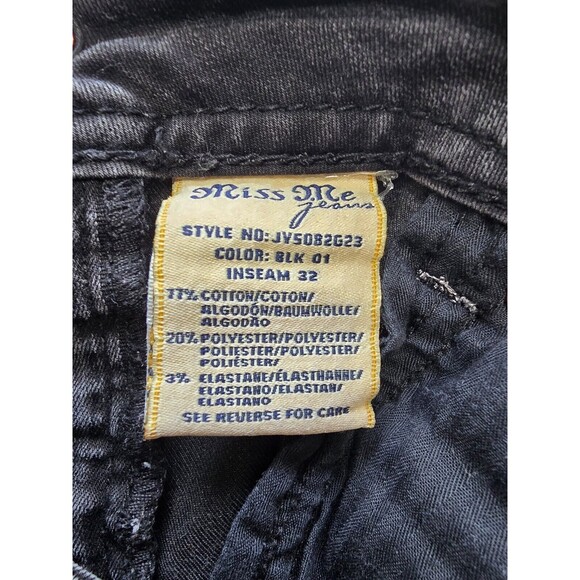 Miss Me
jeans
STYLE NO: JY5082G23
COLOR: BLK 01
INSEAM 32
77% COTTON/COTON/
ALGODÓN/BAUMWOLLE/
ALGODÃO
20% POLYESTER/POLYESTER/
POLIESTER/POLYESTER/
POLIÉSTER/
3% ELASTANE/ÉLASTHANNE/
ELASTANO/ELASTAN/
ELASTANO
SEE REVERSE FOR CARE